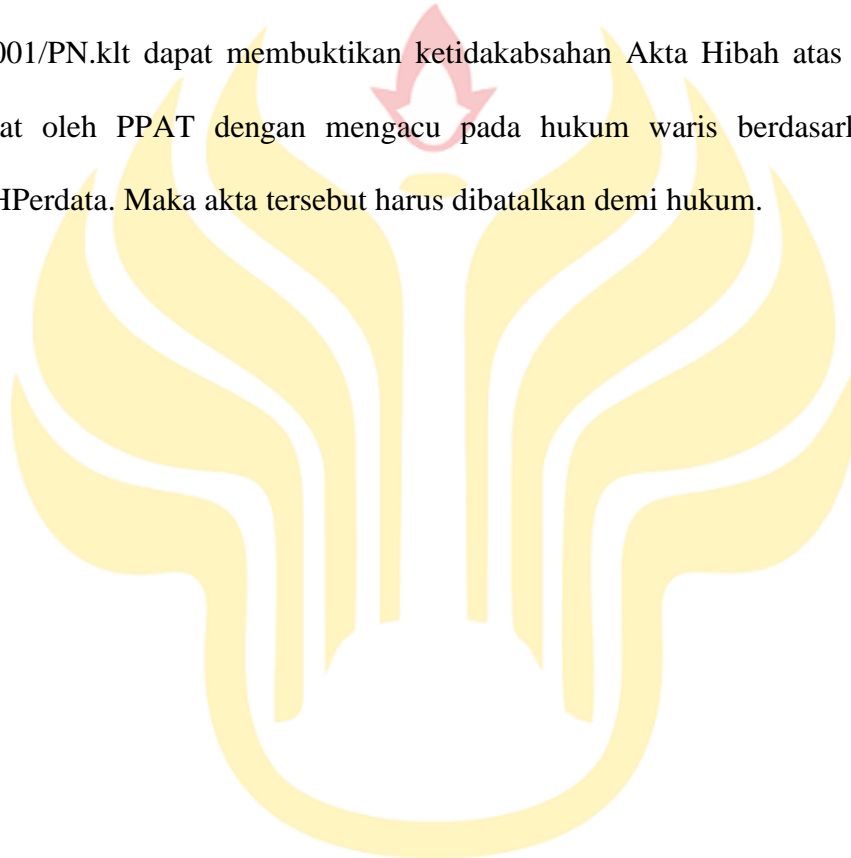 001/PN.klt dapat membuktikan ketidakabsahan Akta Hibah atas
at oleh PPAT dengan mengacu pada hukum waris berdasark
HPerdata. Maka akta tersebut harus dibatalkan demi hukum.